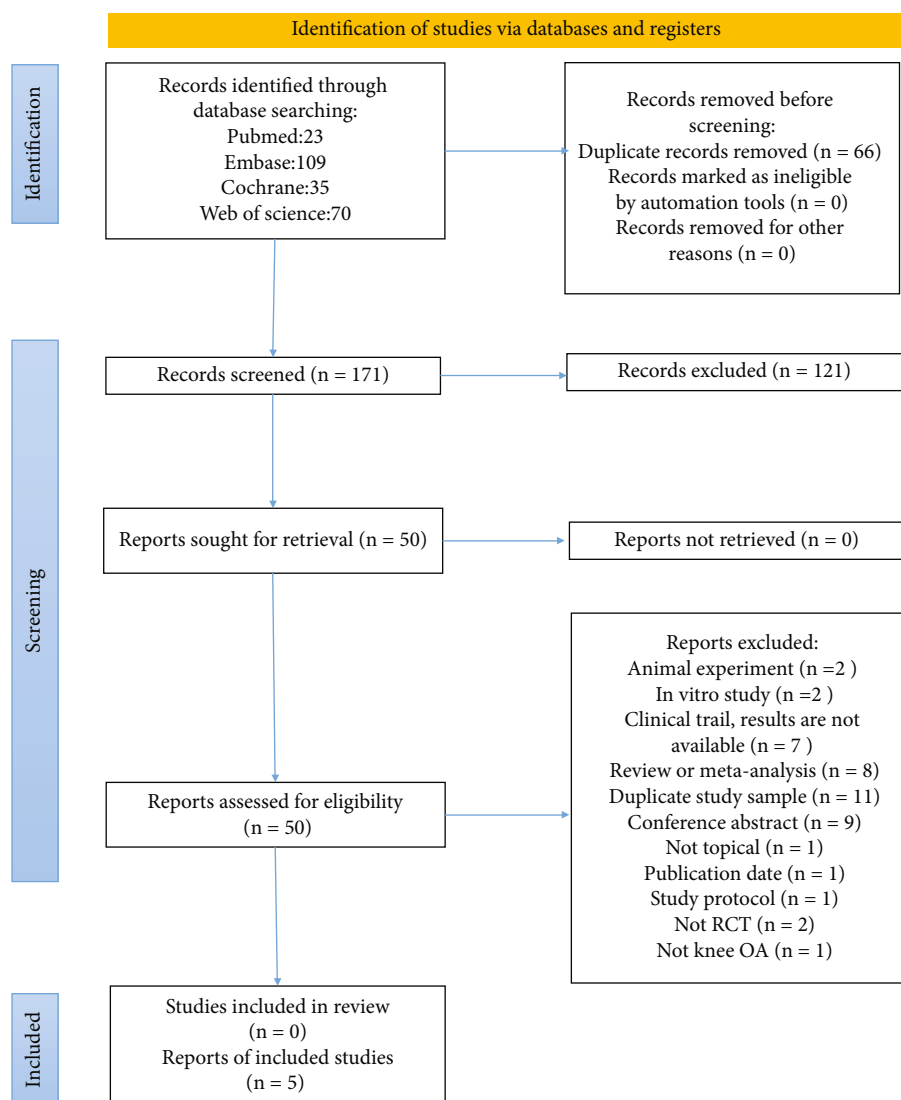 Identification of studies via databases and registers
Identification
Records identified through
database searching:
Pubmed:23
Embase:109
Cochrane:35
Web of science:70
Records removed before
screening:
Duplicate records removed (n = 66)
Records marked as ineligible
by automation tools (n = 0)
Records removed for other
reasons (n = 0)
Screening
Records screened (n = 171)
Records excluded (n = 121)
Reports sought for retrieval (n = 50)
Reports not retrieved (n = 0)
Reports assessed for eligibility
(n = 50)
Reports excluded:
Animal experiment (n =2 )
In vitro study (n =2 )
Clinical trail, results are not
available (n = 7 )
Review or meta-analysis (n = 8)
Duplicate study sample (n = 11)
Conference abstract (n = 9)
Not topical (n = 1)
Publication date (n = 1)
Study protocol (n = 1)
Not RCT (n = 2)
Not knee OA (n = 1)
Included
Studies included in review
(n = 0)
Reports of included studies
(n = 5)